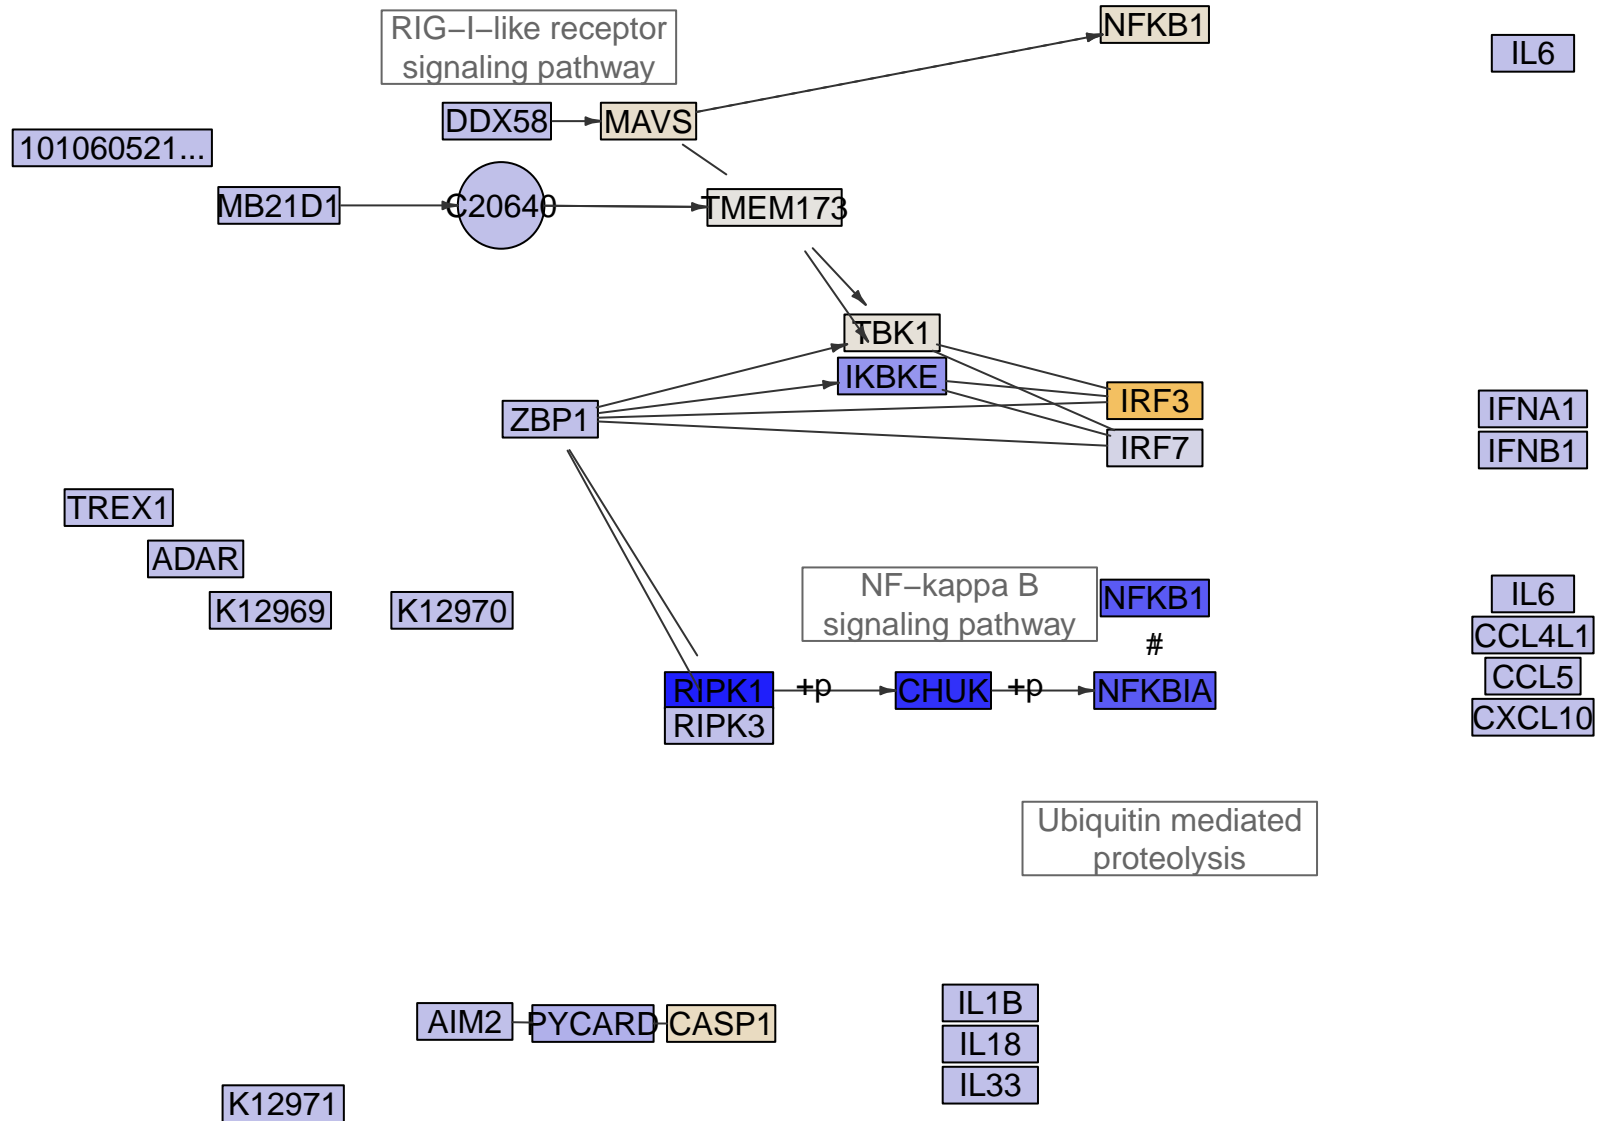 RIG–I–like receptor
signaling pathway
NFKB1
IL6
DDX58
MAVS
101060521...
MB21D1
C20640
TMEM173
TBK1
IKBKE
IRF3
IFNA1
ZBP1
IRF7
IFNB1
TREX1
ADAR
K12969
K12970
NF–kappa B
signaling pathway
NFKB1
IL6
#
CCL4L1
RIPK1
+p
CHUK
+p
NFKBIA
CCL5
RIPK3
CXCL10
Ubiquitin mediated
proteolysis
AIM2
PYCARD
CASP1
IL1B
IL18
IL33
K12971